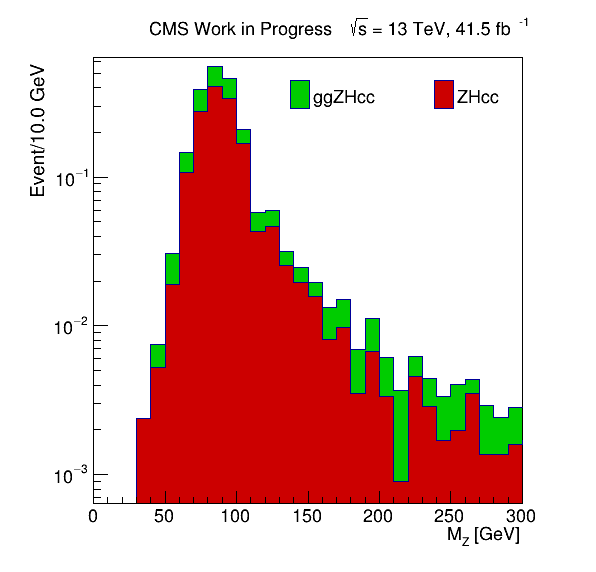 CMS Work in Progress √s = 13 TeV, 41.5 fb⁻¹
Event/10.0 GeV
ggZHcc ZHcc
10⁻¹
10⁻²
10⁻³
0 50 100 150 200 250 300
M_Z [GeV]